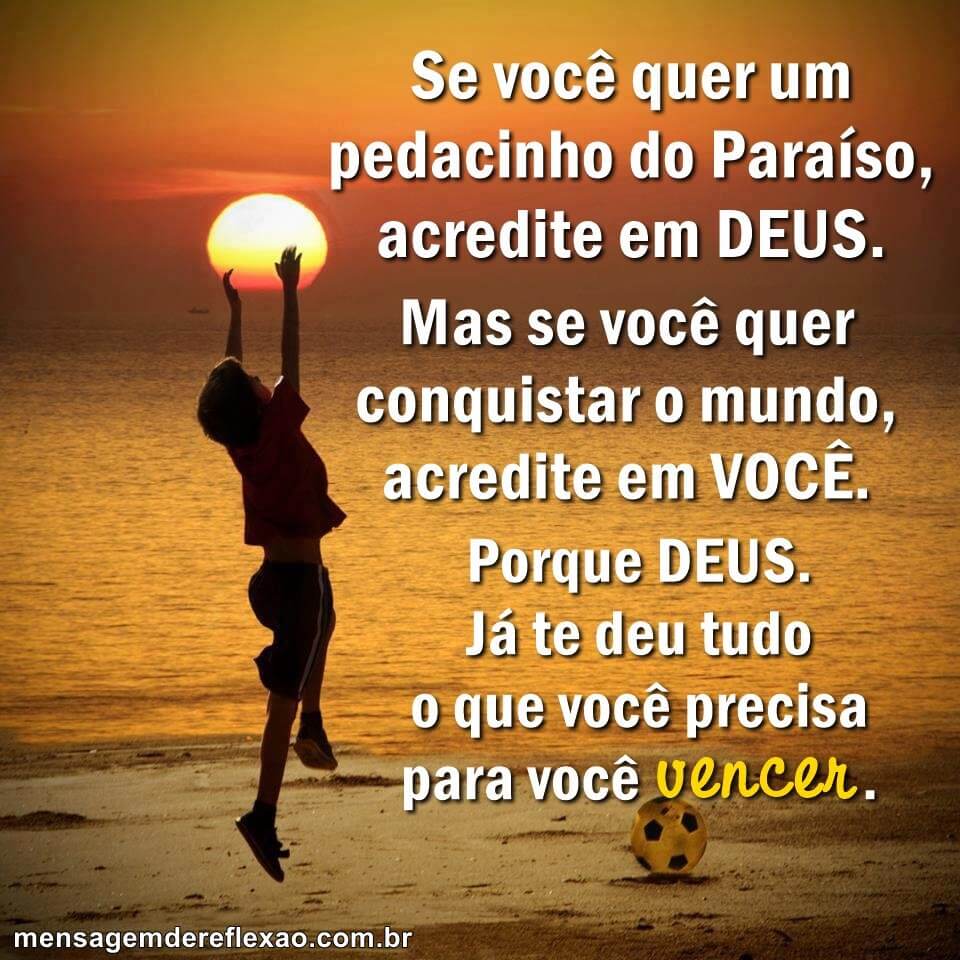 Se você quer um
pedacinho do Paraíso,
acredite em DEUS.
Mas se você quer
conquistar o mundo,
acredite em VOCÊ.
Porque DEUS.
Já te deu tudo
o que você precisa
para você vencer.
mensagemdereflexao.com.br